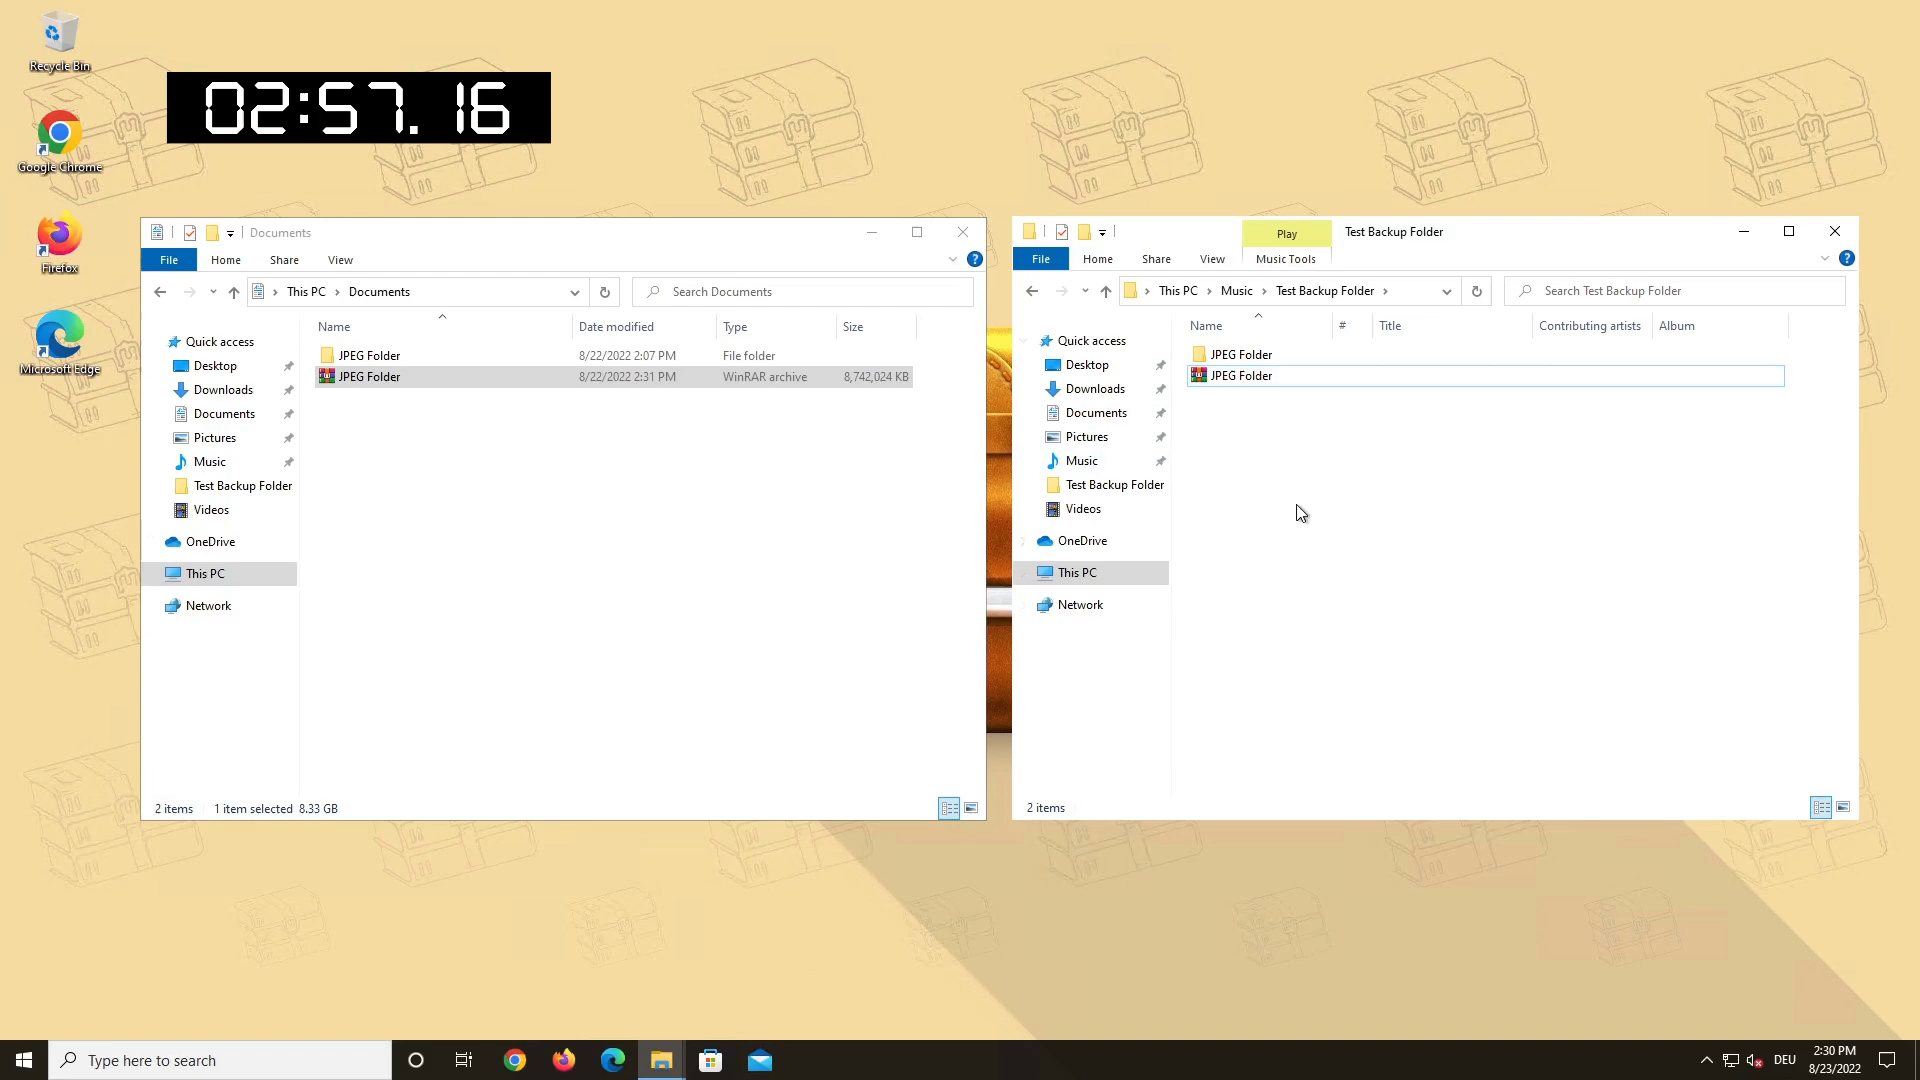 Recycle Bin
Google Chrome
Firefox
Microsoft Edge
02:57.16
Documents
File Home Share View
This PC Documents
Search Documents
Name Date modified Type Size
JPEG Folder 8/22/2022 2:07 PM File folder
JPEG Folder 8/22/2022 2:31 PM WinRAR archive 8,742,024 KB
Quick access
Desktop
Downloads
Documents
Pictures
Music
Test Backup Folder
Videos
OneDrive
This PC
Network
2 items 1 item selected 8.33 GB
Play Test Backup Folder
File Home Share View Music Tools
This PC Music Test Backup Folder
Search Test Backup Folder
Name # Title Contributing artists Album
JPEG Folder
JPEG Folder
Quick access
Desktop
Downloads
Documents
Pictures
Music
Test Backup Folder
Videos
OneDrive
This PC
Network
2 items
Type here to search
DEU
2:30 PM
8/23/2022